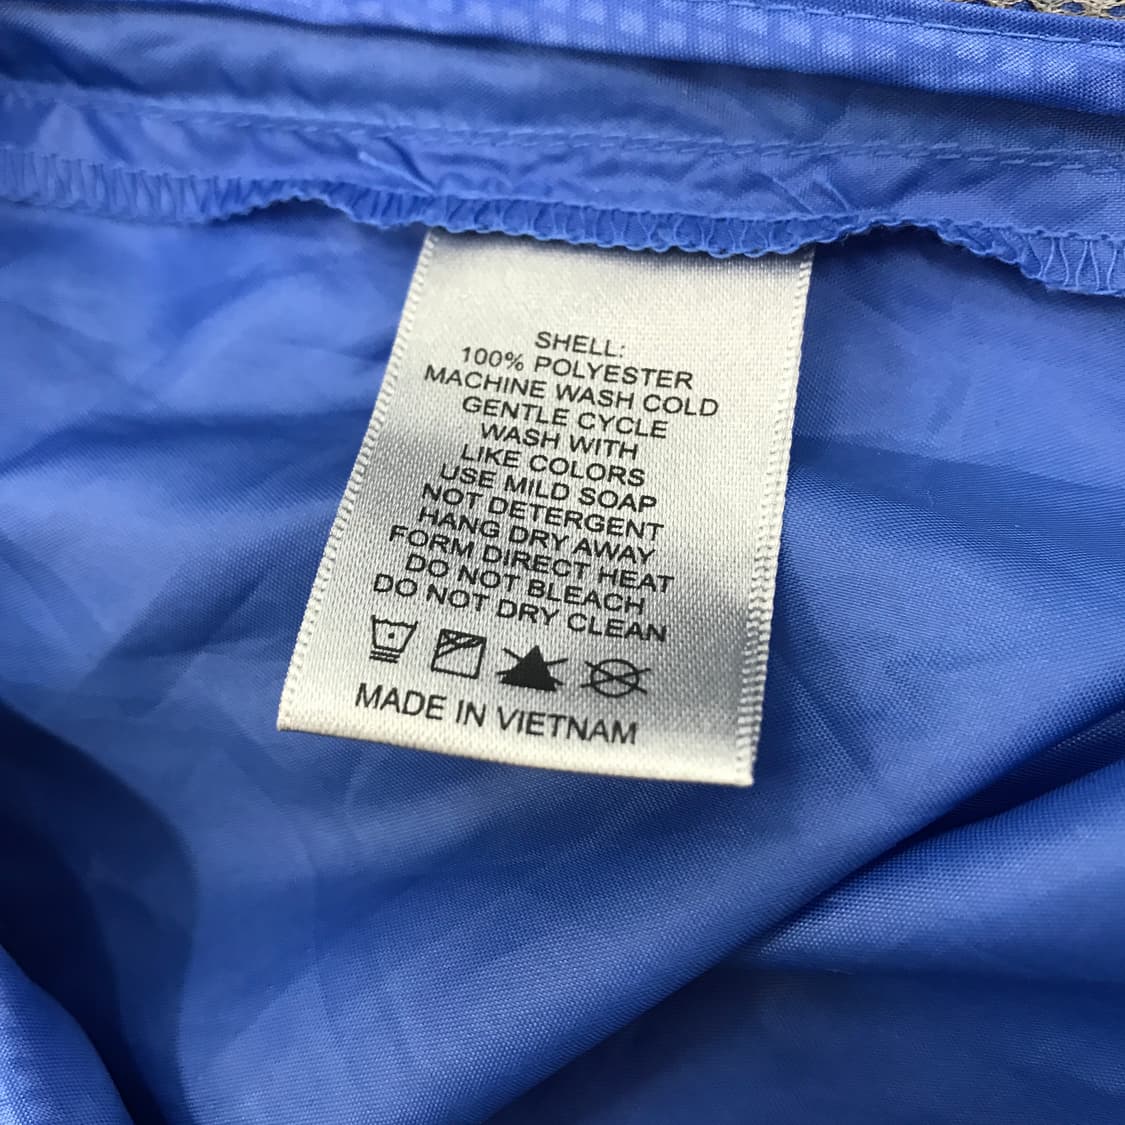 SHELL:
100% POLYESTER
MACHINE WASH COLD
GENTLE CYCLE
WASH WITH
LIKE COLORS
USE MILD SOAP
NOT DETERGENT
HANG DRY AWAY
FORM DIRECT HEAT
DO NOT BLEACH
DO NOT DRY CLEAN
MADE IN VIETNAM